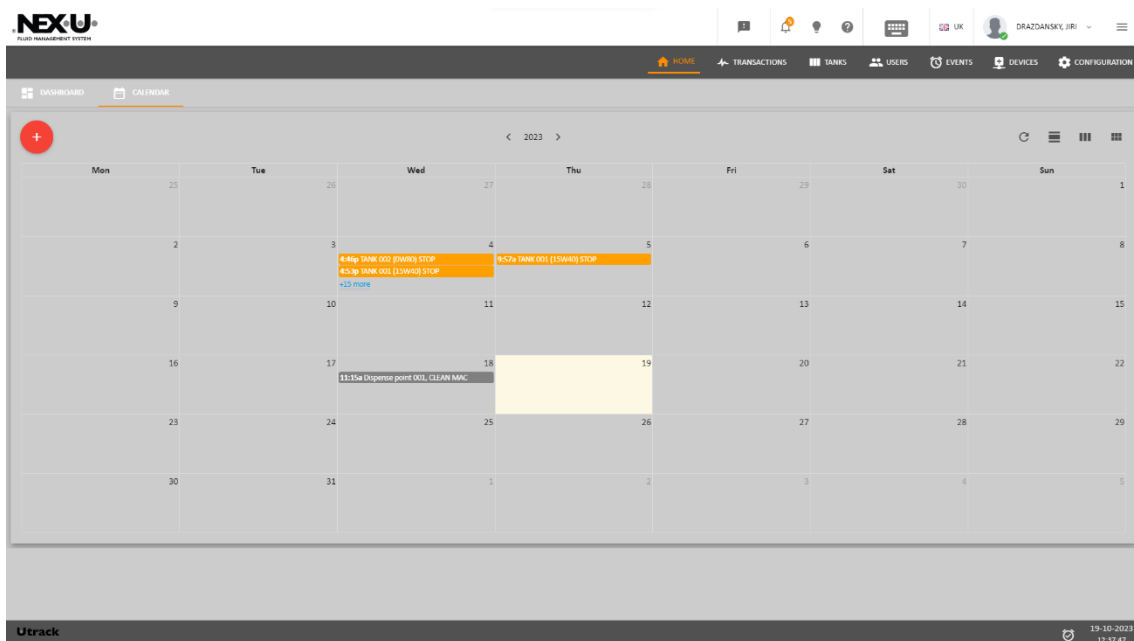 .NEX·U·
FLUID MANAGEMENT SYSTEM
5
UK
DRAZDANSKY, JIRI
HOME
TRANSACTIONS
TANKS
USERS
EVENTS
DEVICES
CONFIGURATION
DASHBOARD
CALENDAR
+
< 2023 >
Mon Tue Wed Thu Fri Sat Sun
25 26 27 28 29 30 1
2 3 4 5 6 7 8
4:46p TANK 002 (0W80) STOP
9:57a TANK 001 (15W40) STOP
4:53p TANK 001 (15W40) STOP
+15 more
9 10 11 12 13 14 15
16 17 18 19 20 21 22
11:15a Dispense point 001, CLEAN MAC
23 24 25 26 27 28 29
30 31 1 2 3 4 5
Utrack
19-10-2023
12:37:47